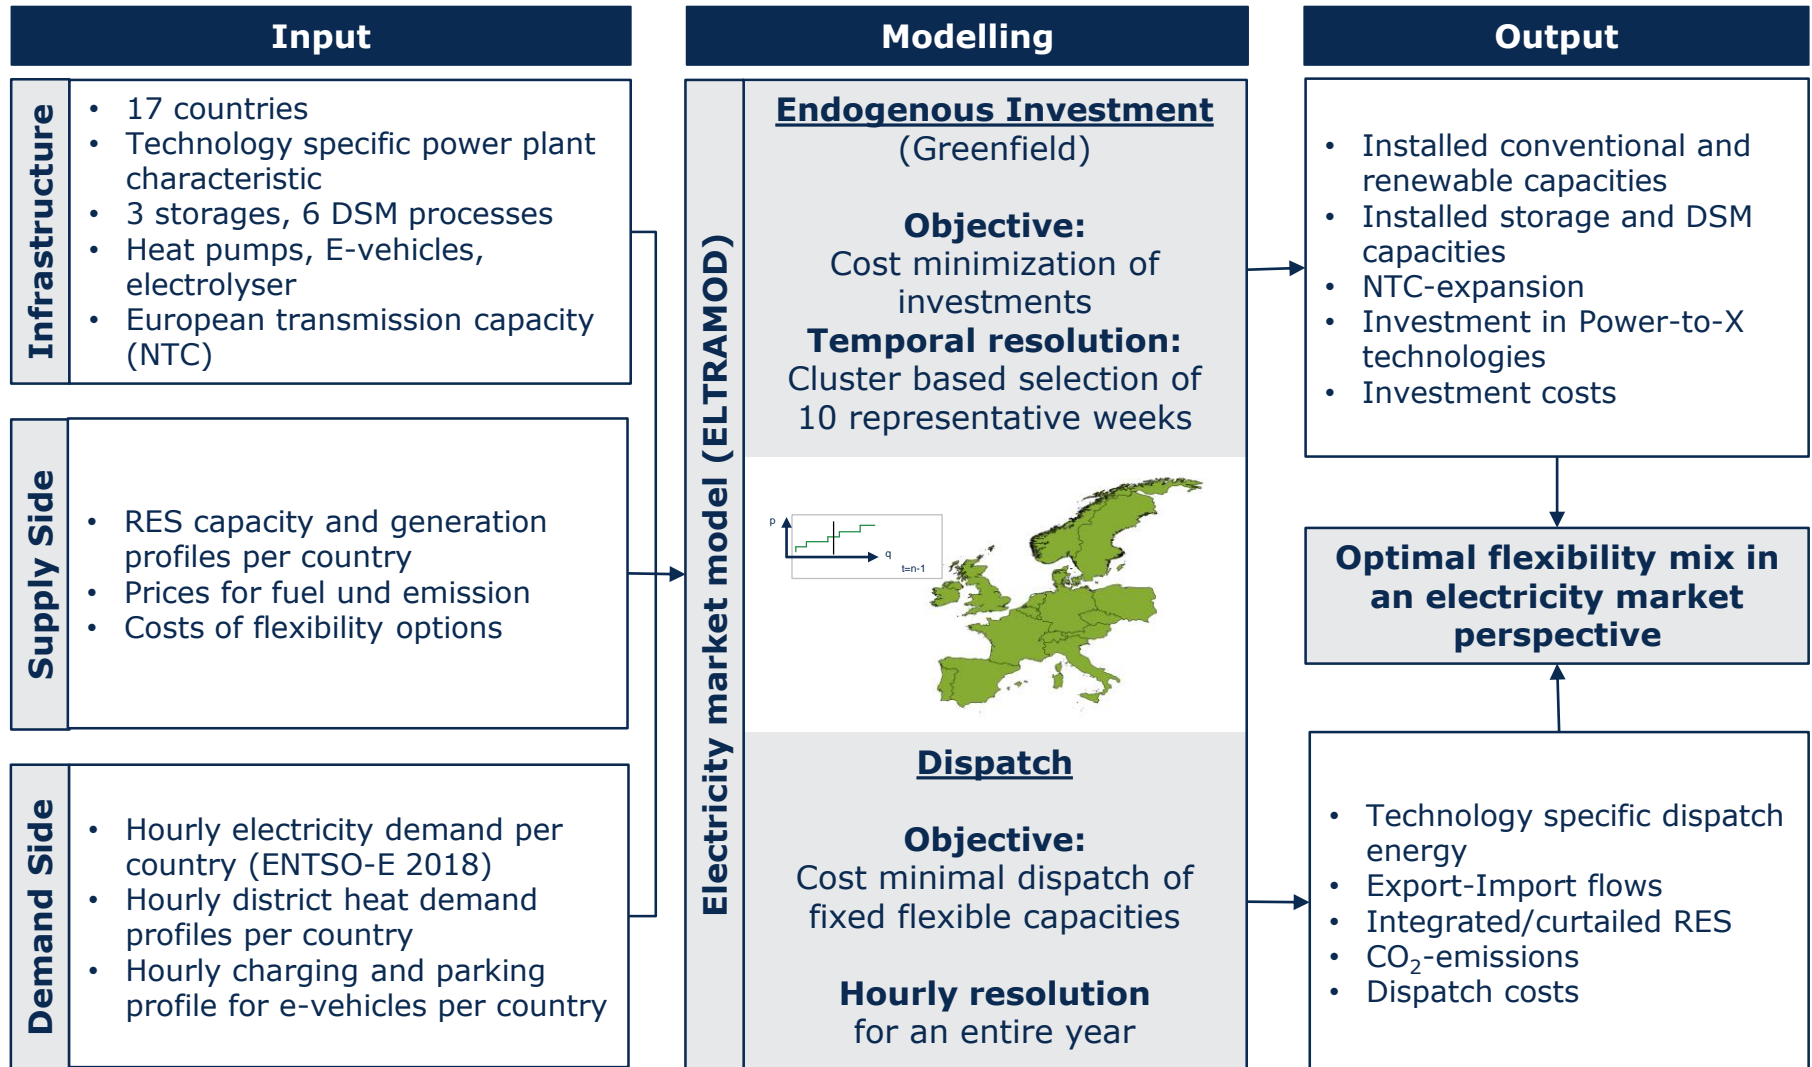 Input
Infrastructure
• 17 countries
• Technology specific power plant
characteristic
• 3 storages, 6 DSM processes
• Heat pumps, E-vehicles,
electrolyser
• European transmission capacity
(NTC)
Supply Side
• RES capacity and generation
profiles per country
• Prices for fuel und emission
• Costs of flexibility options
Demand Side
• Hourly electricity demand per
country (ENTSO-E 2018)
• Hourly district heat demand
profiles per country
• Hourly charging and parking
profile for e-vehicles per country
Modelling
Electricity market model (ELTRAMOD)
Endogenous Investment
(Greenfield)
Objective:
Cost minimization of
investments
Temporal resolution:
Cluster based selection of
10 representative weeks
p
q
t=n-1
Dispatch
Objective:
Cost minimal dispatch of
fixed flexible capacities
Hourly resolution
for an entire year
Output
• Installed conventional and
renewable capacities
• Installed storage and DSM
capacities
• NTC-expansion
• Investment in Power-to-X
technologies
• Investment costs
Optimal flexibility mix in
an electricity market
perspective
• Technology specific dispatch
energy
• Export-Import flows
• Integrated/curtailed RES
• CO₂-emissions
• Dispatch costs